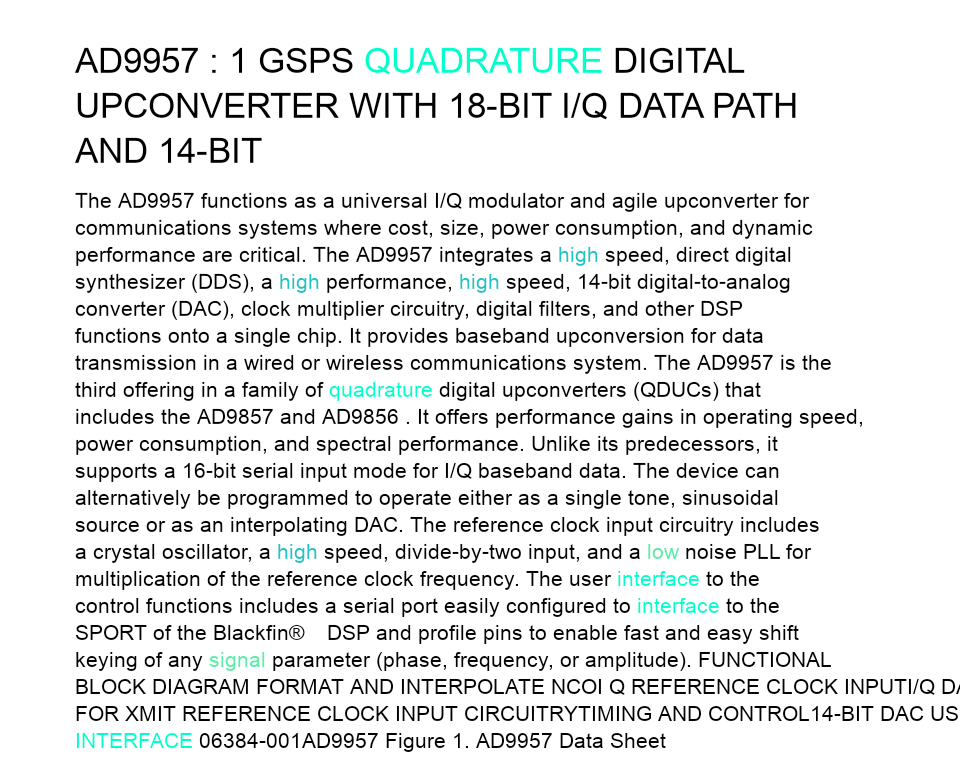 AD9957 : 1 GSPS QUADRATURE DIGITAL
UPCONVERTER WITH 18-BIT I/Q DATA PATH
AND 14-BIT
The AD9957 functions as a universal I/Q modulator and agile upconverter for
communications systems where cost, size, power consumption, and dynamic
performance are critical. The AD9957 integrates a high speed, direct digital
synthesizer (DDS), a high performance, high speed, 14-bit digital-to-analog
converter (DAC), clock multiplier circuitry, digital filters, and other DSP
functions onto a single chip. It provides baseband upconversion for data
transmission in a wired or wireless communications system. The AD9957 is the
third offering in a family of quadrature digital upconverters (QDUCs) that
includes the AD9857 and AD9856 . It offers performance gains in operating speed,
power consumption, and spectral performance. Unlike its predecessors, it
supports a 16-bit serial input mode for I/Q baseband data. The device can
alternatively be programmed to operate either as a single tone, sinusoidal
source or as an interpolating DAC. The reference clock input circuitry includes
a crystal oscillator, a high speed, divide-by-two input, and a low noise PLL for
multiplication of the reference clock frequency. The user interface to the
control functions includes a serial port easily configured to interface to the
SPORT of the Blackfin® DSP and profile pins to enable fast and easy shift
keying of any signal parameter (phase, frequency, or amplitude). FUNCTIONAL
BLOCK DIAGRAM FORMAT AND INTERPOLATE NCOI Q REFERENCE CLOCK INPUTI/Q
FOR XMIT REFERENCE CLOCK INPUT CIRCUITRYTIMING AND CONTROL14-BIT DAC
INTERFACE 06384-001AD9957 Figure 1. AD9957 Data Sheet